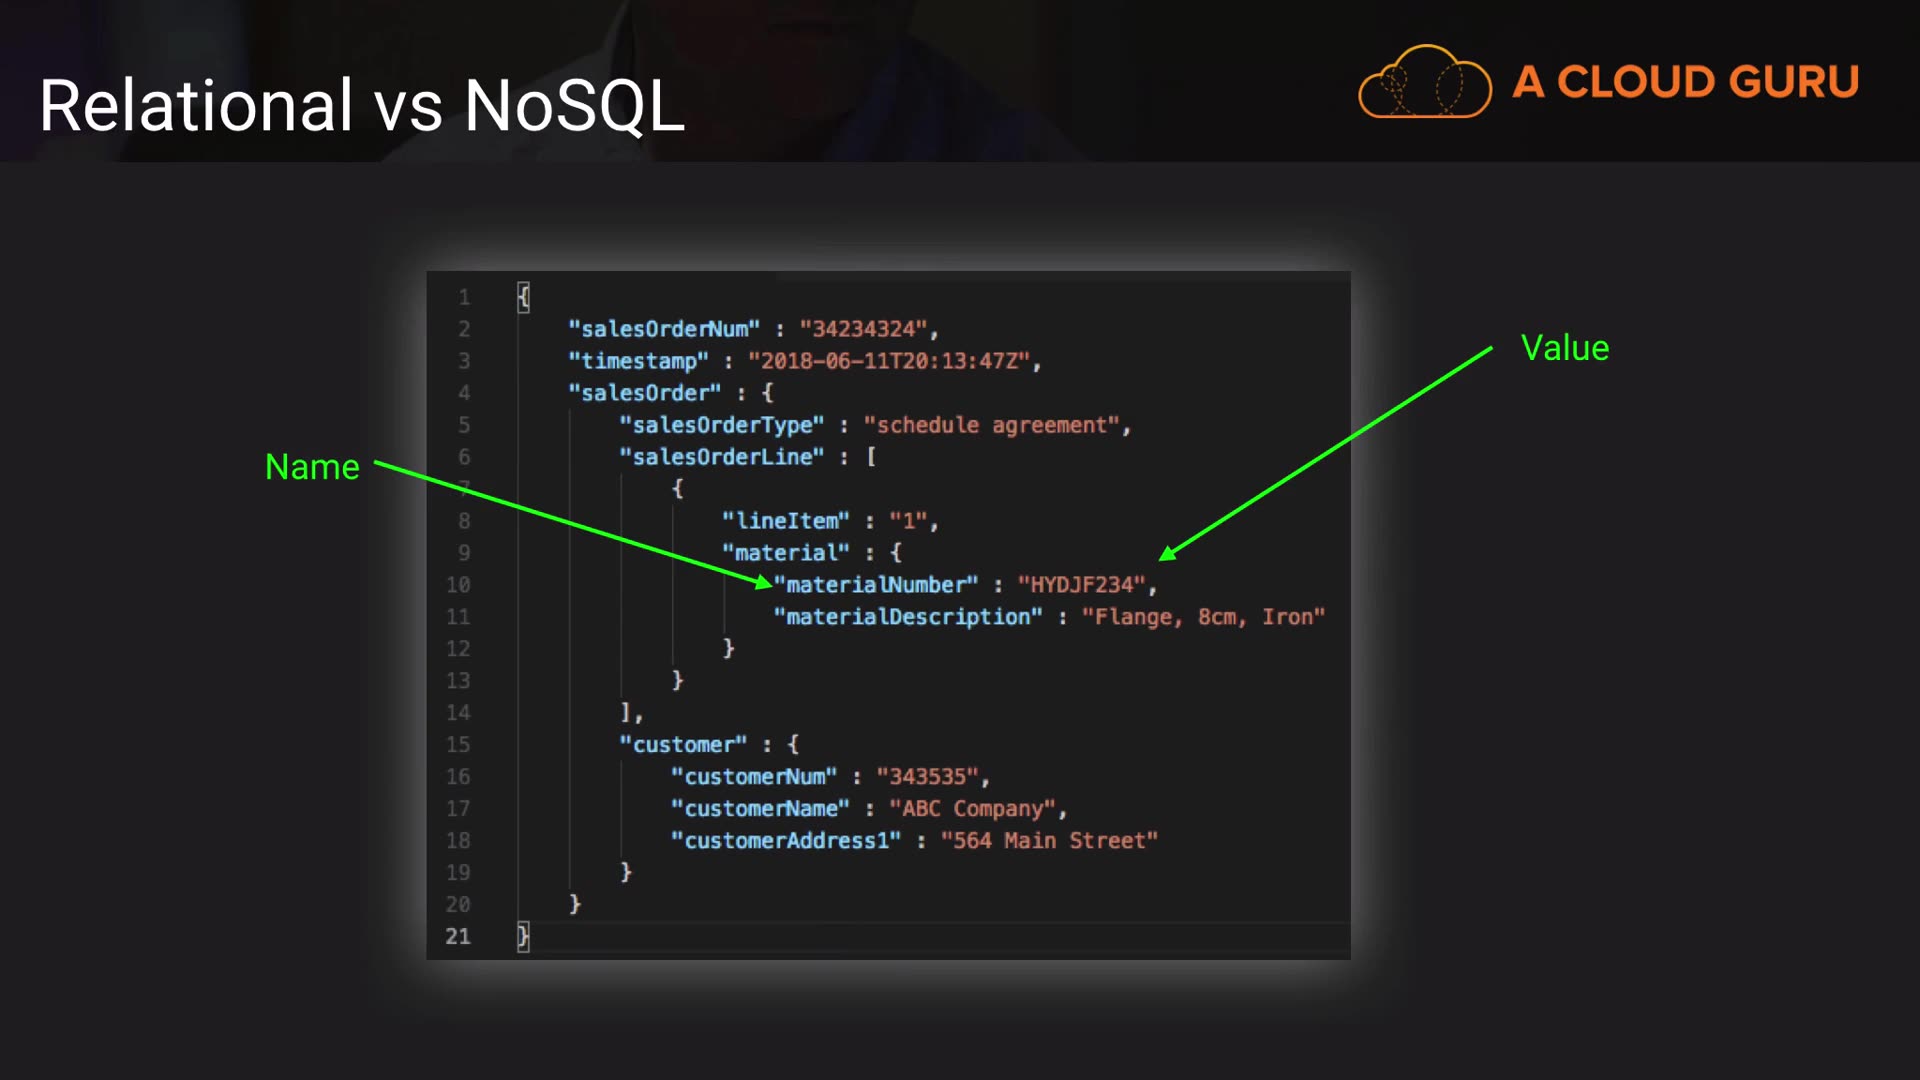 Relational vs NoSQL
A CLOUD GURU
Name
Value
1 {
2 "salesOrderNum" : "34234324",
3 "timestamp" : "2018-06-11T20:13:47Z",
4 "salesOrder" : {
5 "salesOrderType" : "schedule agreement",
6 "salesOrderLine" : [
7 {
8 "lineItem" : "1",
9 "material" : {
10 "materialNumber" : "HYDJF234",
11 "materialDescription" : "Flange, 8cm, Iron"
12 }
13 }
14 ],
15 "customer" : {
16 "customerNum" : "343535",
17 "customerName" : "ABC Company",
18 "customerAddress1" : "564 Main Street"
19 }
20 }
21 }